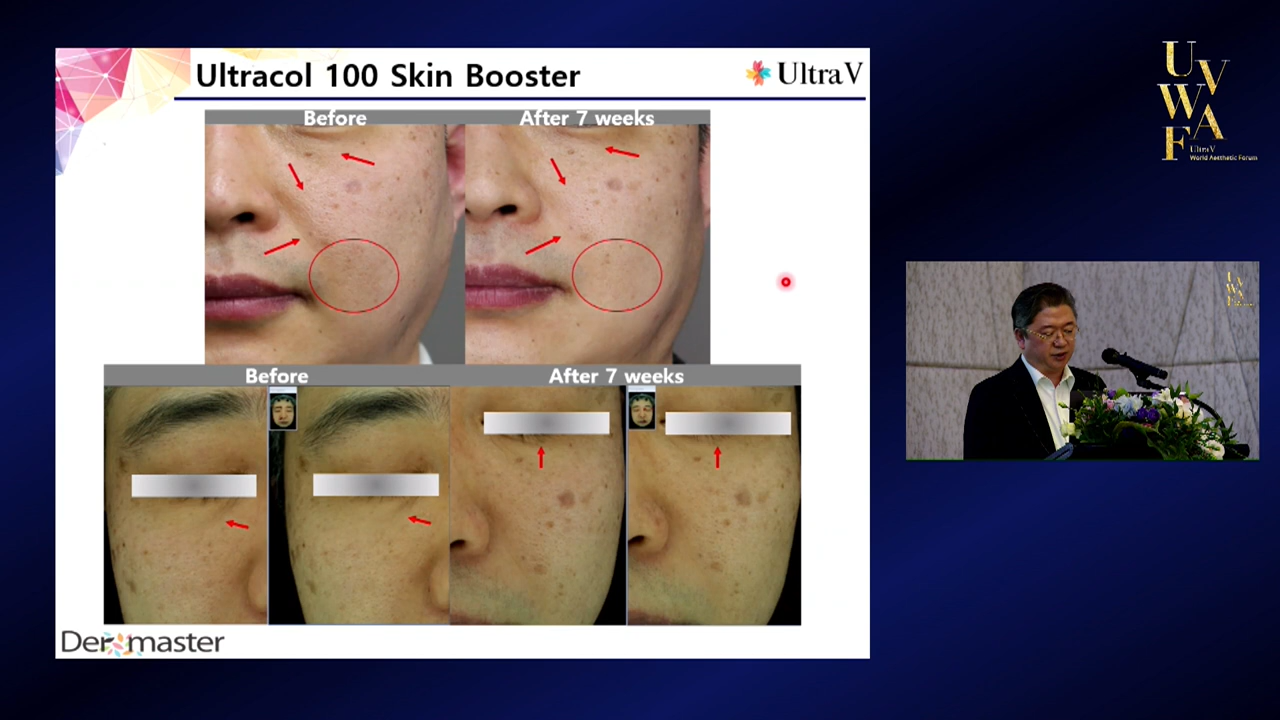 Ultracol 100 Skin Booster
UltraV
Before
After 7 weeks
Before
After 7 weeks
Dermaster
U
V
W
A
F
UltraV
World Aesthetic Forum